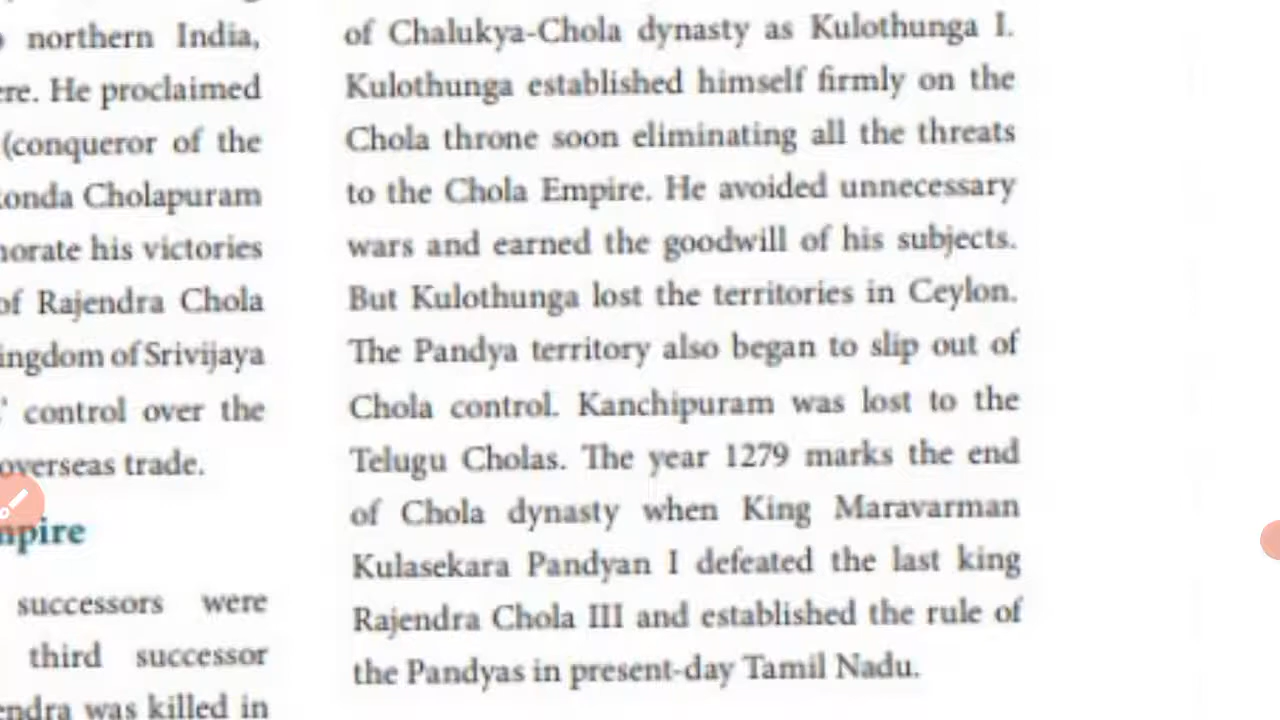 northern India,
ere. He proclaimed
(conqueror of the
onda Cholapuram
orate his victories
of Rajendra Chola
ingdom of Srivijaya
control over the
overseas trade.
mpire
successors were
third successor
endra was killed in
of Chalukya-Chola dynasty as Kulothunga I.
Kulothunga established himself firmly on the
Chola throne soon eliminating all the threats
to the Chola Empire. He avoided unnecessary
wars and earned the goodwill of his subjects.
But Kulothunga lost the territories in Ceylon.
The Pandya territory also began to slip out of
Chola control. Kanchipuram was lost to the
Telugu Cholas. The year 1279 marks the end
of Chola dynasty when King Maravarman
Kulasekara Pandyan I defeated the last king
Rajendra Chola III and established the rule of
the Pandyas in present-day Tamil Nadu.